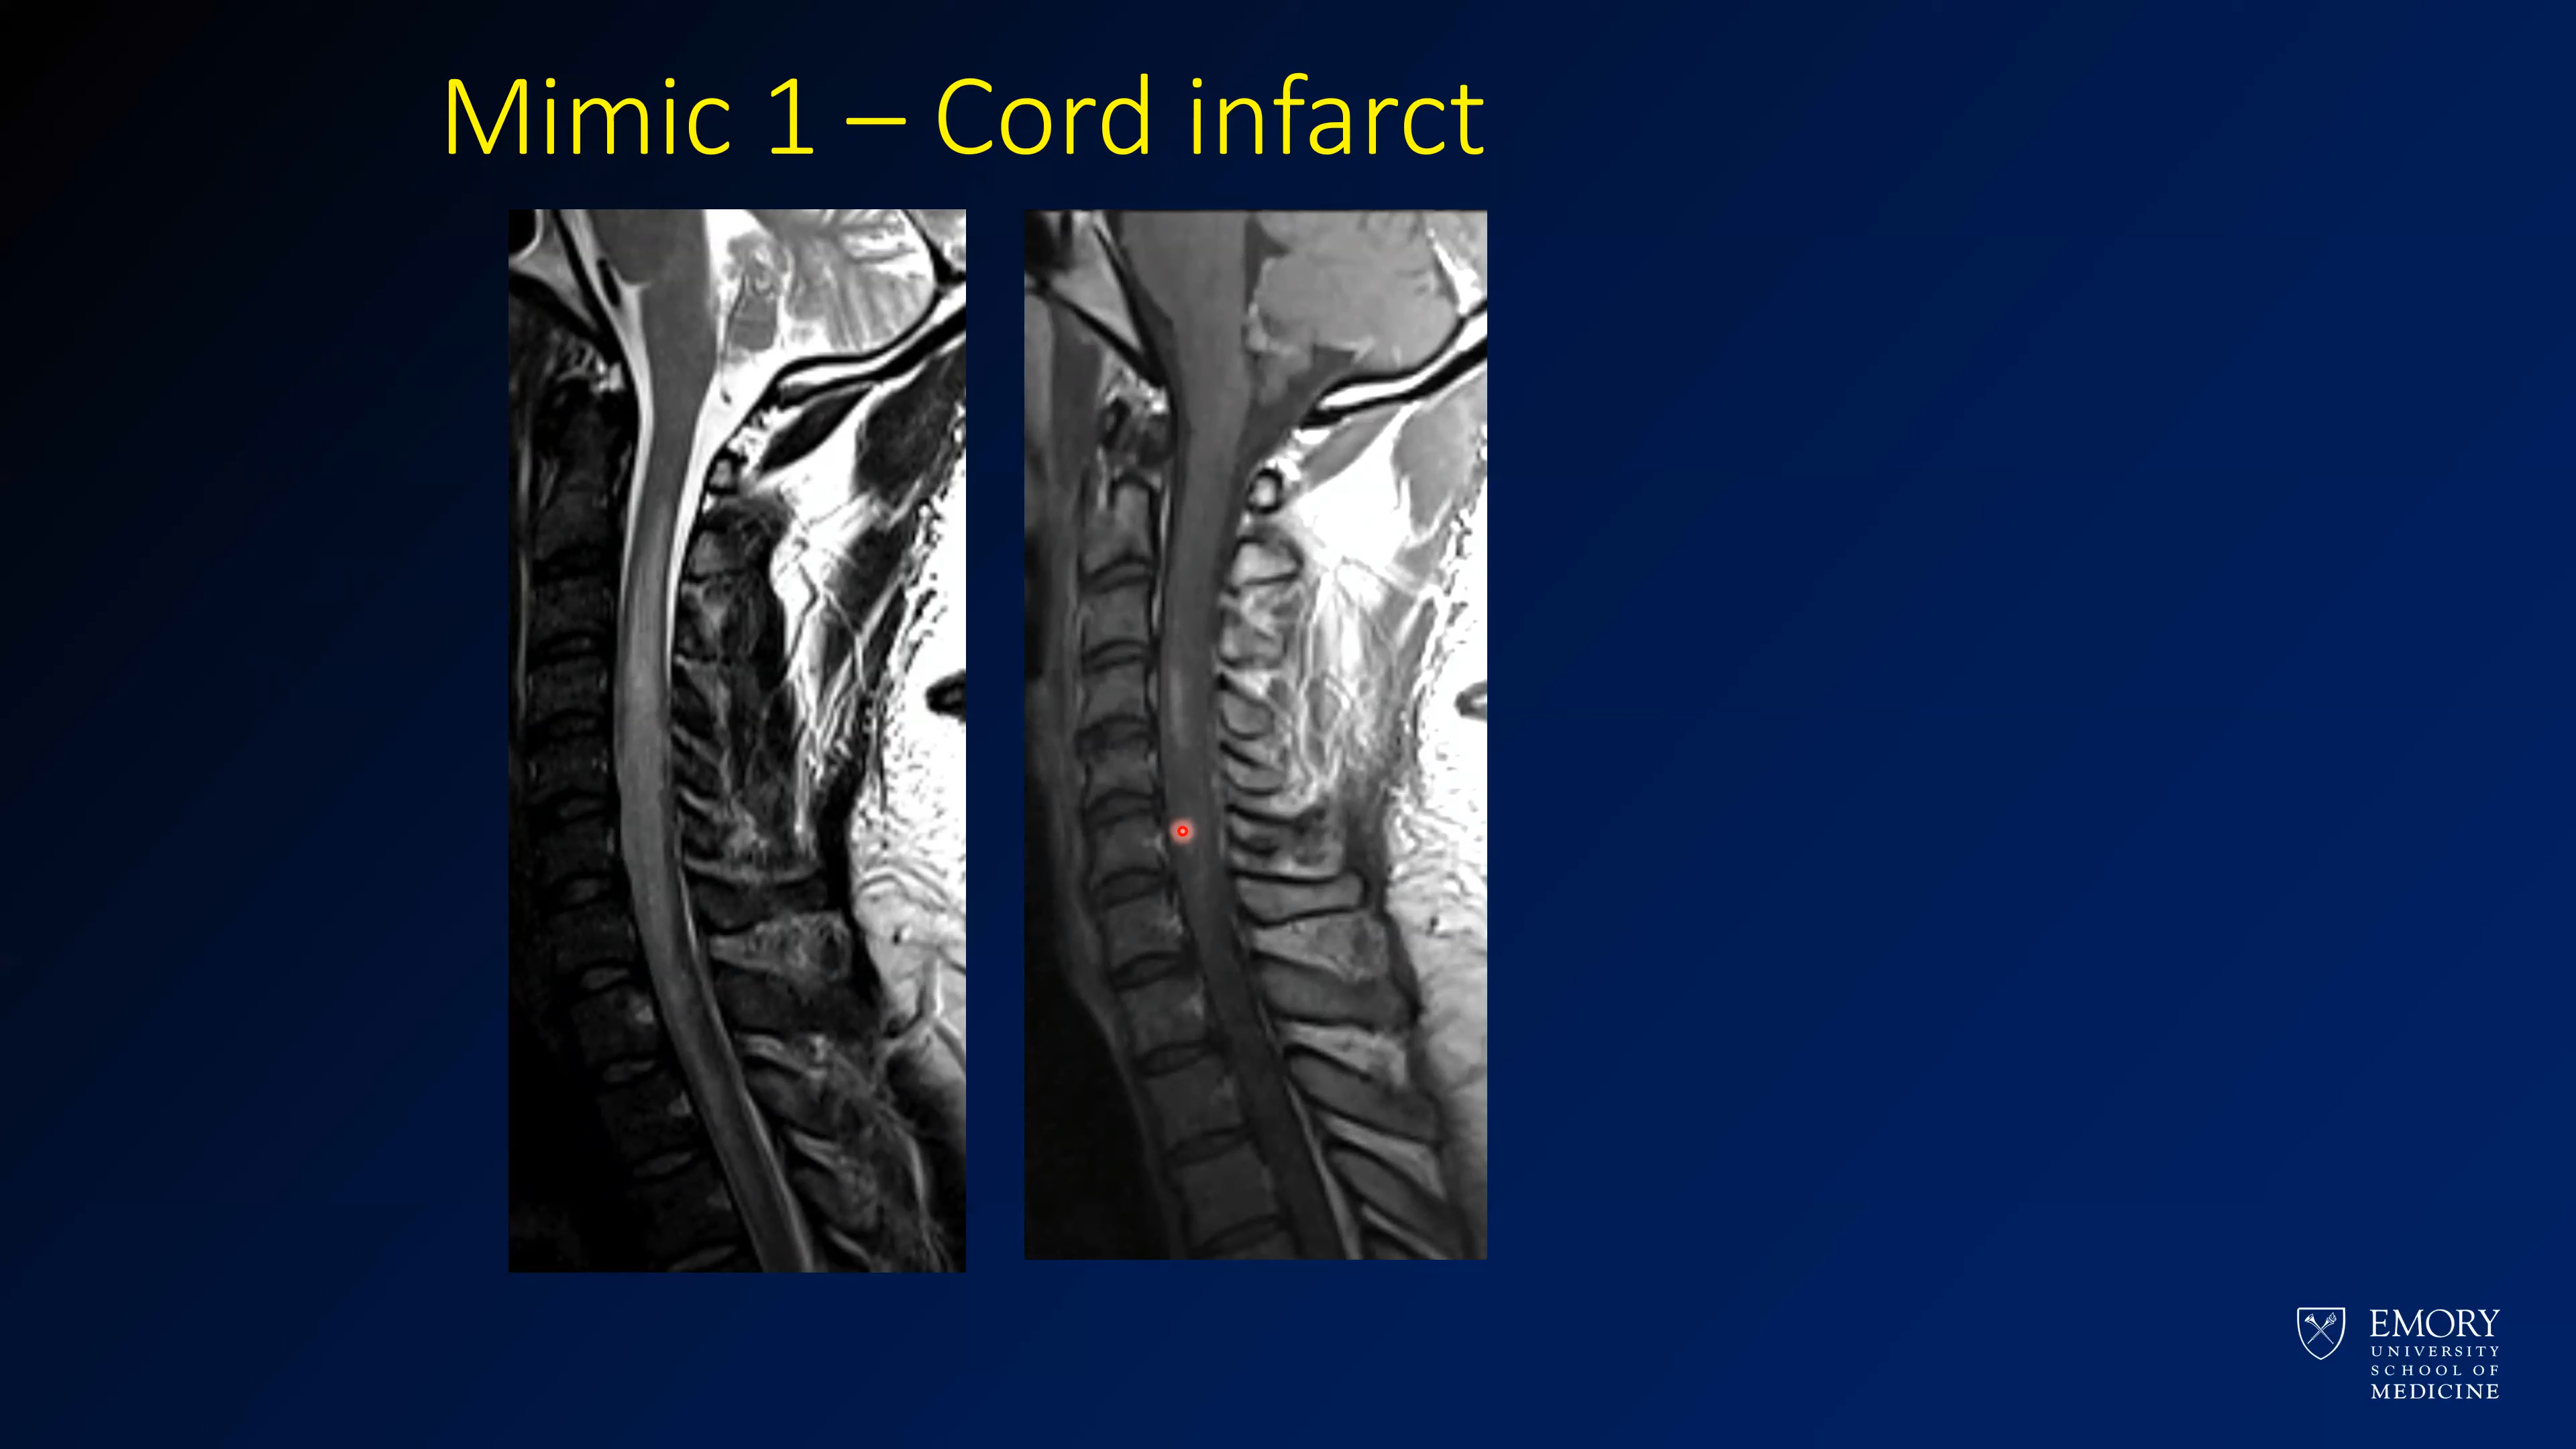 Mimic 1 – Cord infarct
EMORY
UNIVERSITY
SCHOOL OF
MEDICINE